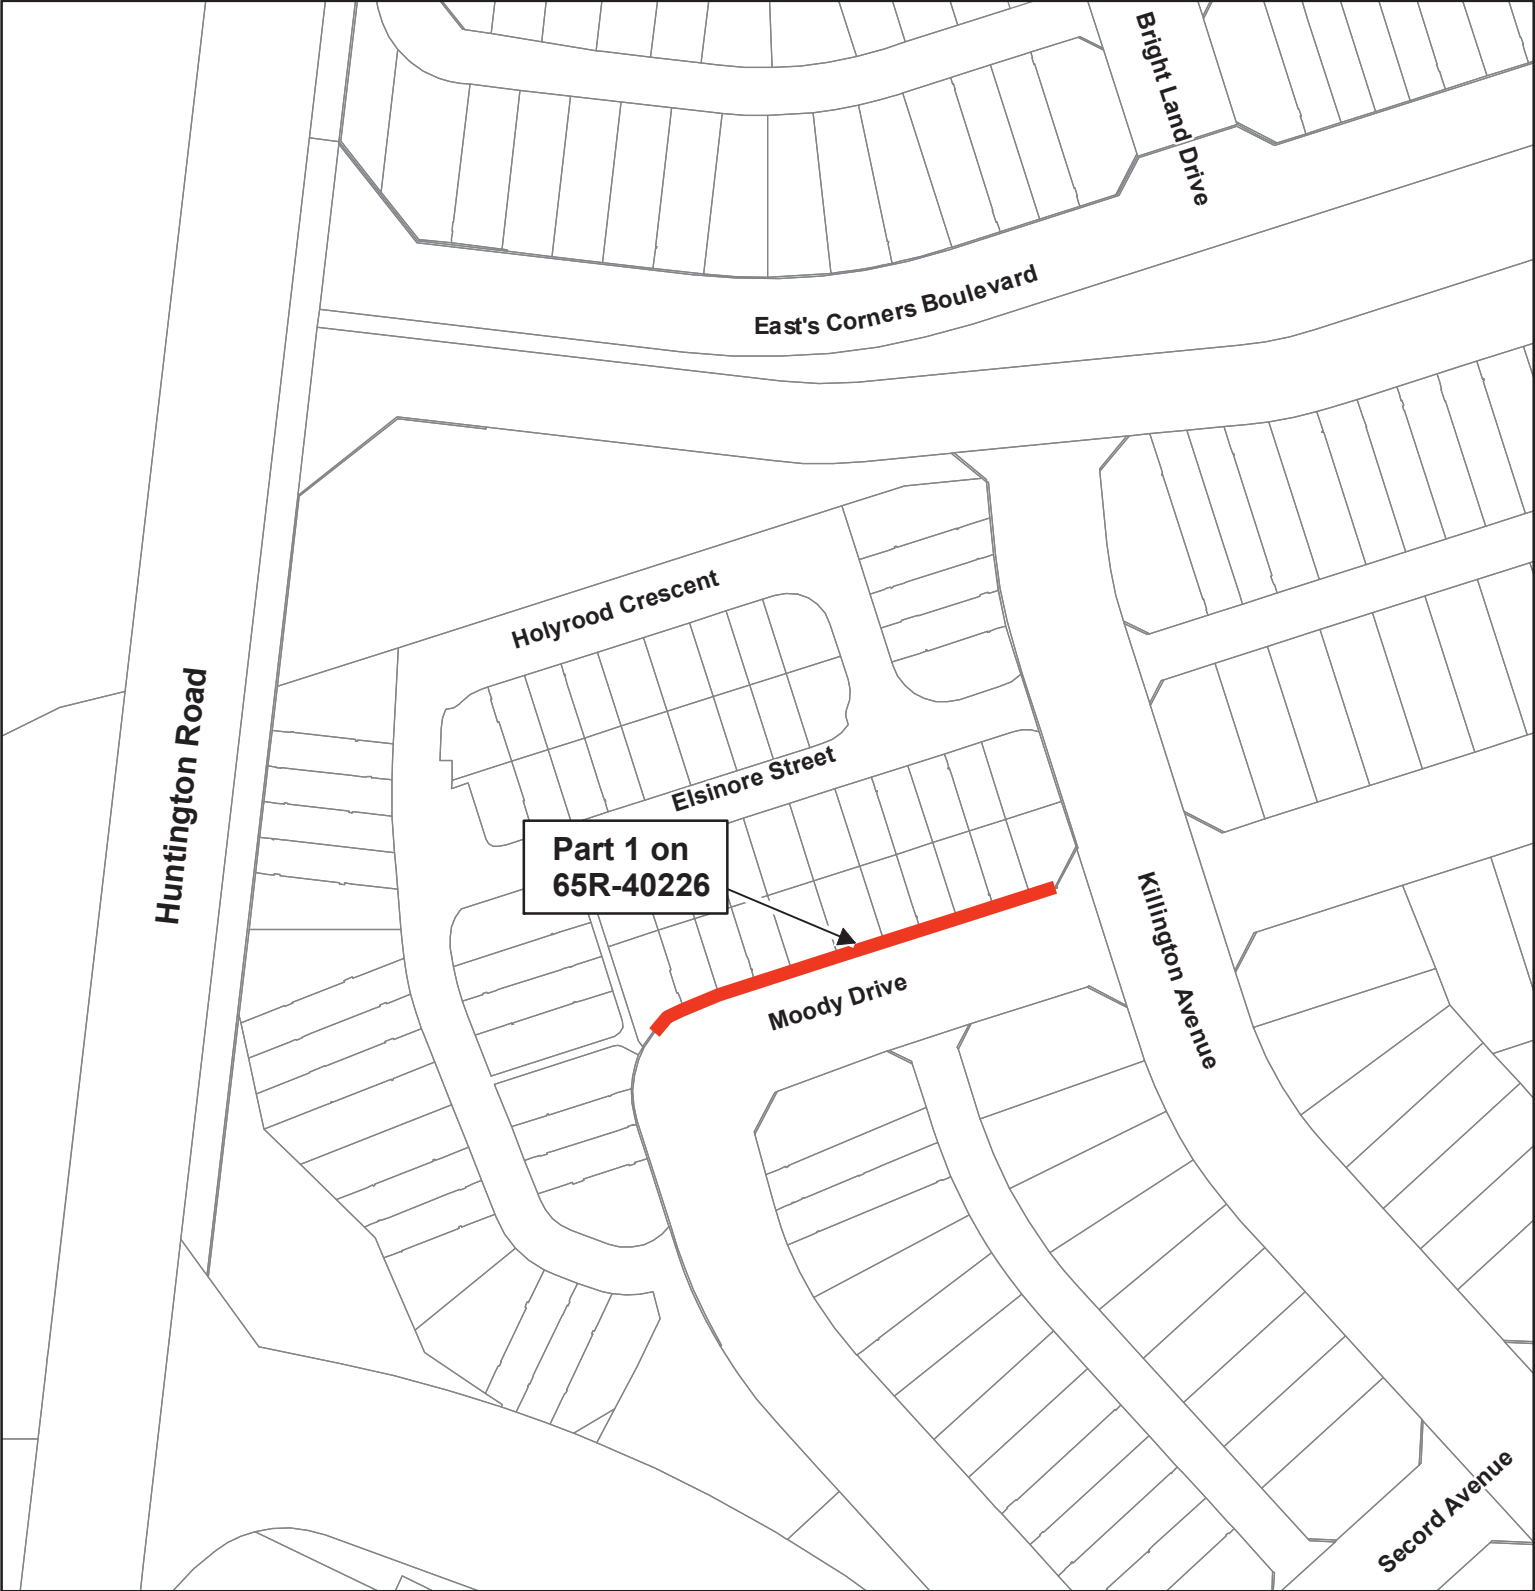 Bright Land Drive
East's Corners Boulevard
Holyrood Crescent
Huntington Road
Elsinore Street
Part 1 on
65R-40226
Killington Avenue
Moody Drive
Secord Avenue